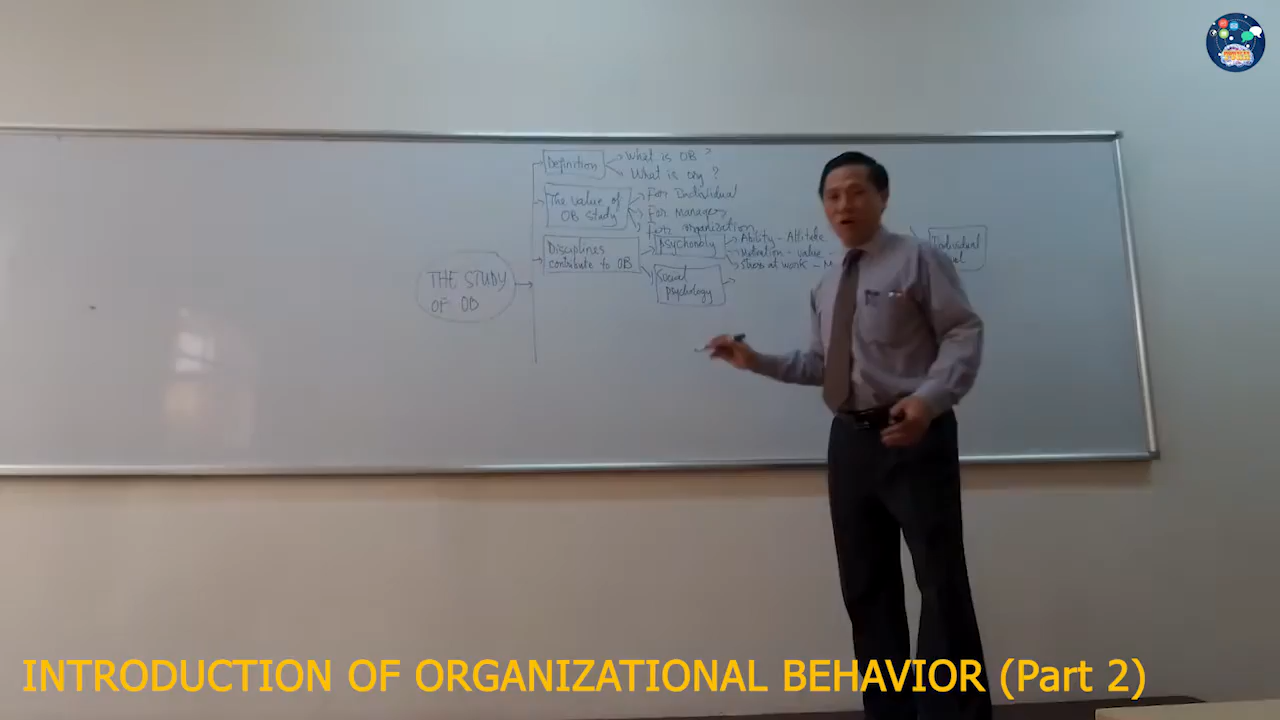 Definition
What is OB ?
What is org ?
The value of
OB study
For Individual
For Manager
For organization
Disciplines
contribute to OB
Psychology
Ability - Attitude
Motivation - value -
Stress at work - M
Individual
Social
psychology
THE STUDY
OF OB
INTRODUCTION OF ORGANIZATIONAL BEHAVIOR (Part 2)